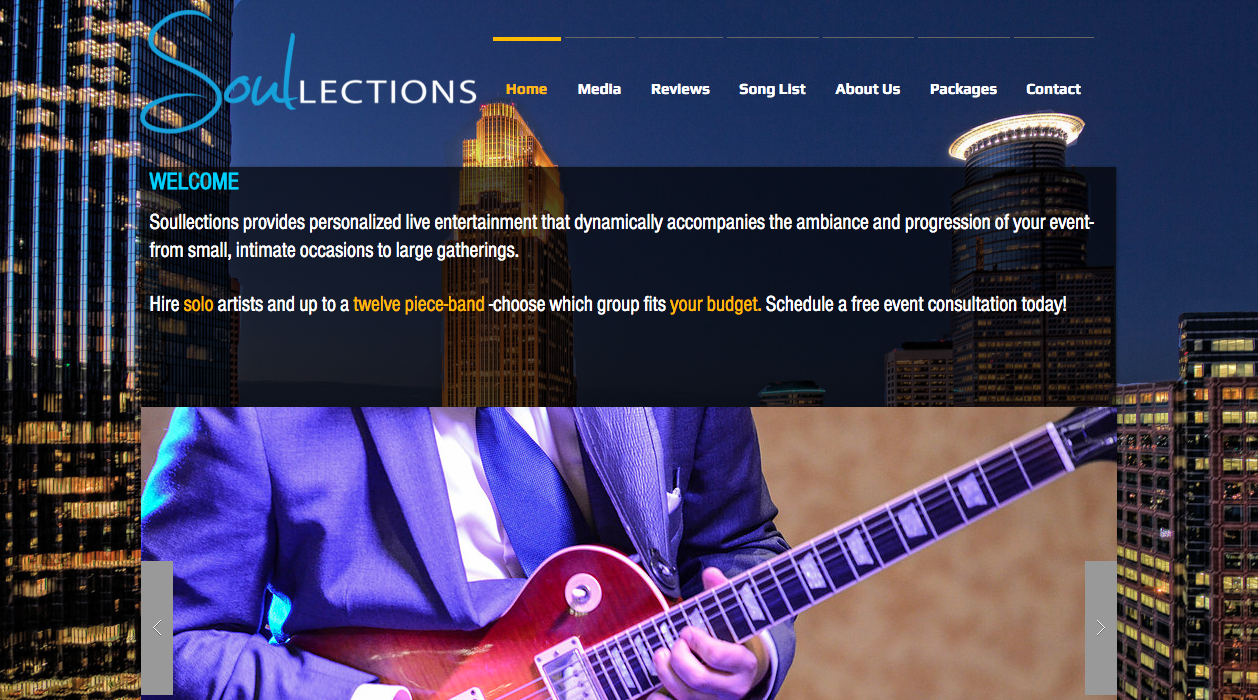 Soullections
Home Media Reviews Song List About Us Packages Contact
WELCOME
Soullections provides personalized live entertainment that dynamically accompanies the ambiance and progression of your event-
from small, intimate occasions to large gatherings.
Hire solo artists and up to a twelve piece-band -choose which group fits your budget. Schedule a free event consultation today!